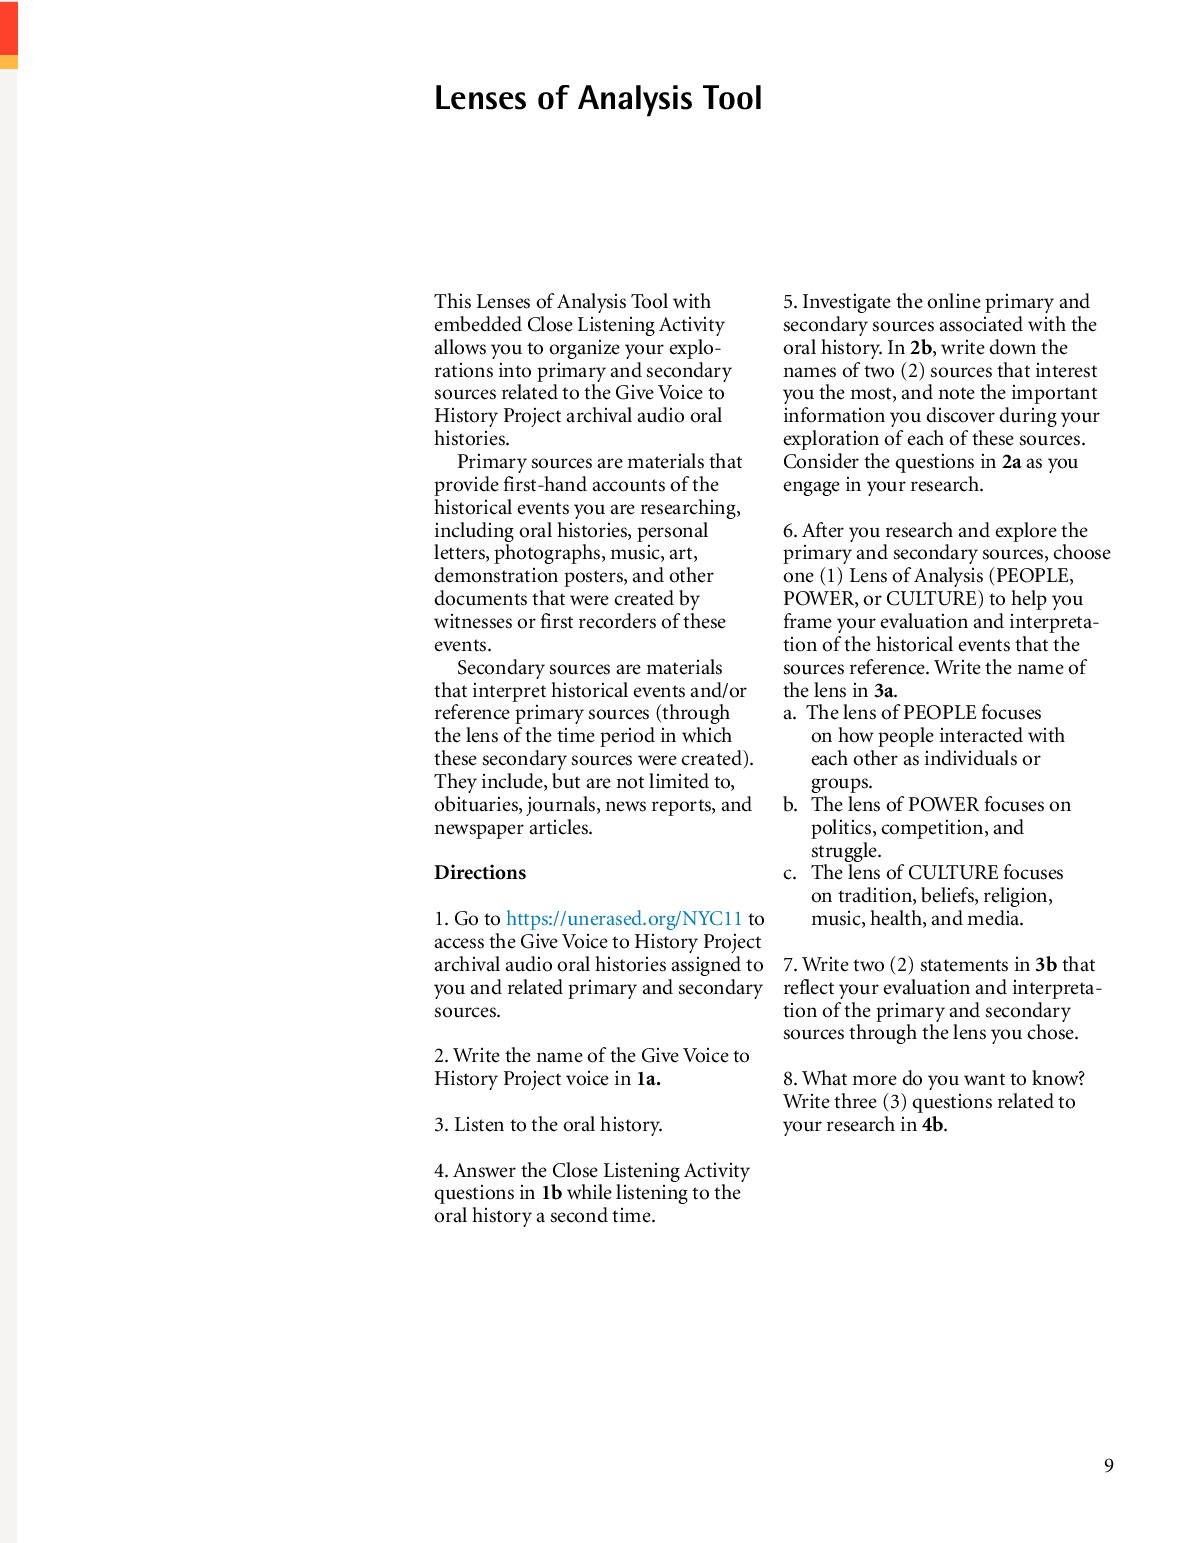 Lenses of Analysis Tool
This Lenses of Analysis Tool with
embedded Close Listening Activity
allows you to organize your explo-
rations into primary and secondary
sources related to the Give Voice to
History Project archival audio oral
histories.
Primary sources are materials that
provide first-hand accounts of the
historical events you are researching,
including oral histories, personal
letters, photographs, music, art,
demonstration posters, and other
documents that were created by
witnesses or first recorders of these
events.
Secondary sources are materials
that interpret historical events and/or
reference primary sources (through
the lens of the time period in which
these secondary sources were created).
They include, but are not limited to,
obituaries, journals, news reports, and
newspaper articles.
Directions
1. Go to https://unerased.org/NYC11 to
access the Give Voice to History Project
archival audio oral histories assigned to
you and related primary and secondary
sources.
2. Write the name of the Give Voice to
History Project voice in 1a.
3. Listen to the oral history.
4. Answer the Close Listening Activity
questions in 1b while listening to the
oral history a second time.
5. Investigate the online primary and
secondary sources associated with the
oral history. In 2b, write down the
names of two (2) sources that interest
you the most, and note the important
information you discover during your
exploration of each of these sources.
Consider the questions in 2a as you
engage in your research.
6. After you research and explore the
primary and secondary sources, choose
one (1) Lens of Analysis (PEOPLE,
POWER, or CULTURE) to help you
frame your evaluation and interpreta-
tion of the historical events that the
sources reference. Write the name of
the lens in 3a.
a. The lens of PEOPLE focuses
on how people interacted with
each other as individuals or
groups.
b. The lens of POWER focuses on
politics, competition, and
struggle.
c. The lens of CULTURE focuses
on tradition, beliefs, religion,
music, health, and media.
7. Write two (2) statements in 3b that
reflect your evaluation and interpreta-
tion of the primary and secondary
sources through the lens you chose.
8. What more do you want to know?
Write three (3) questions related to
your research in 4b.
9